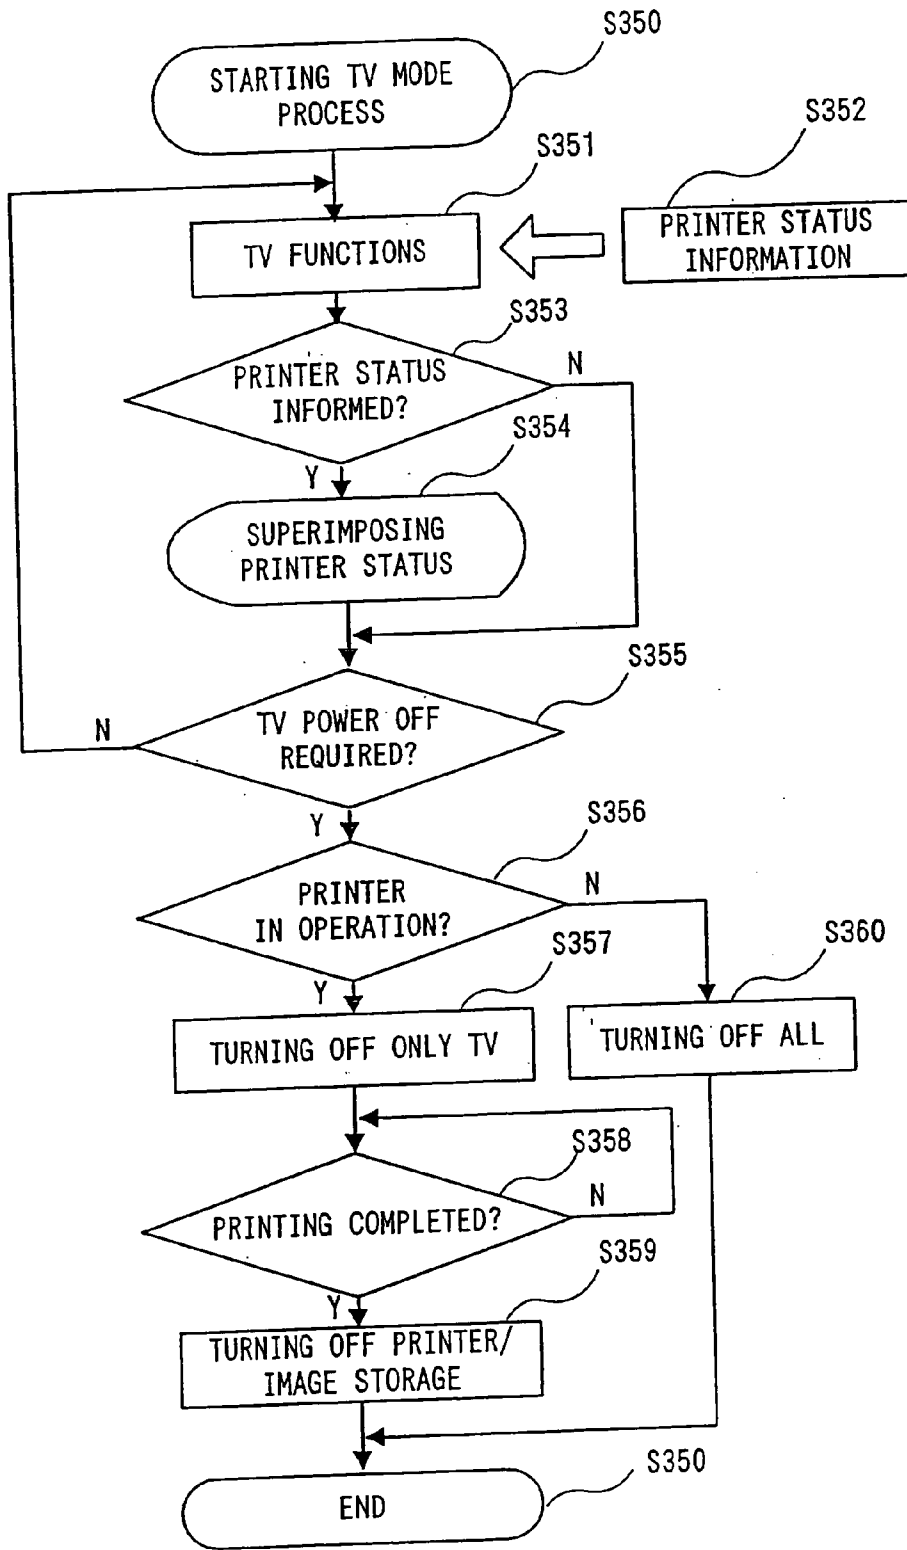 S350
STARTING TV MODE
PROCESS
S352
S351
PRINTER STATUS
INFORMATION
TV FUNCTIONS
S353
PRINTER STATUS
INFORMED?
N
S354
Y
SUPERIMPOSING
PRINTER STATUS
S355
TV POWER OFF
REQUIRED?
N
Y
S356
PRINTER
IN OPERATION?
N
S357
S360
Y
TURNING OFF ONLY TV
TURNING OFF ALL
S358
PRINTING COMPLETED?
N
S359
Y
TURNING OFF PRINTER/
IMAGE STORAGE
S350
END